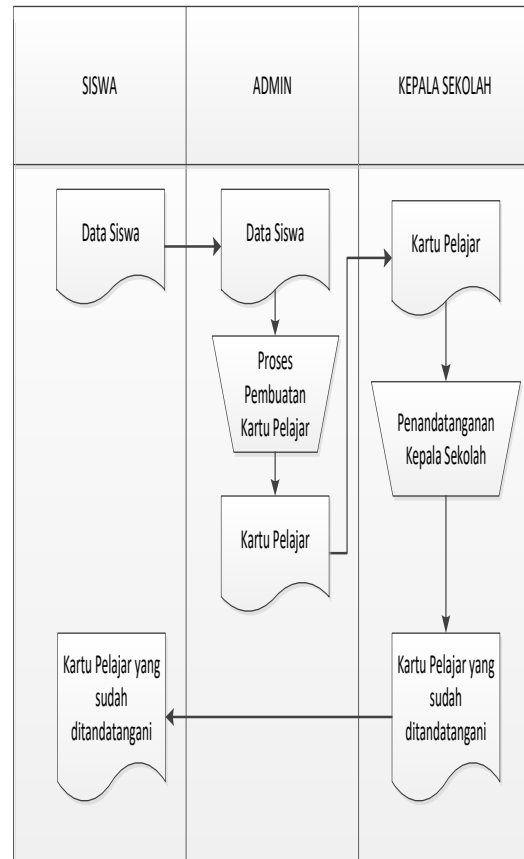 SISWA
ADMIN
KEPALA SEKOLAH
Data Siswa
Data Siswa
Kartu Pelajar
Proses
Pembuatan
Kartu Pelajar
Penandatanganan
Kepala Sekolah
Kartu Pelajar
Kartu Pelajar yang
sudah
ditandatangani
Kartu Pelajar yang
sudah
ditandatangani